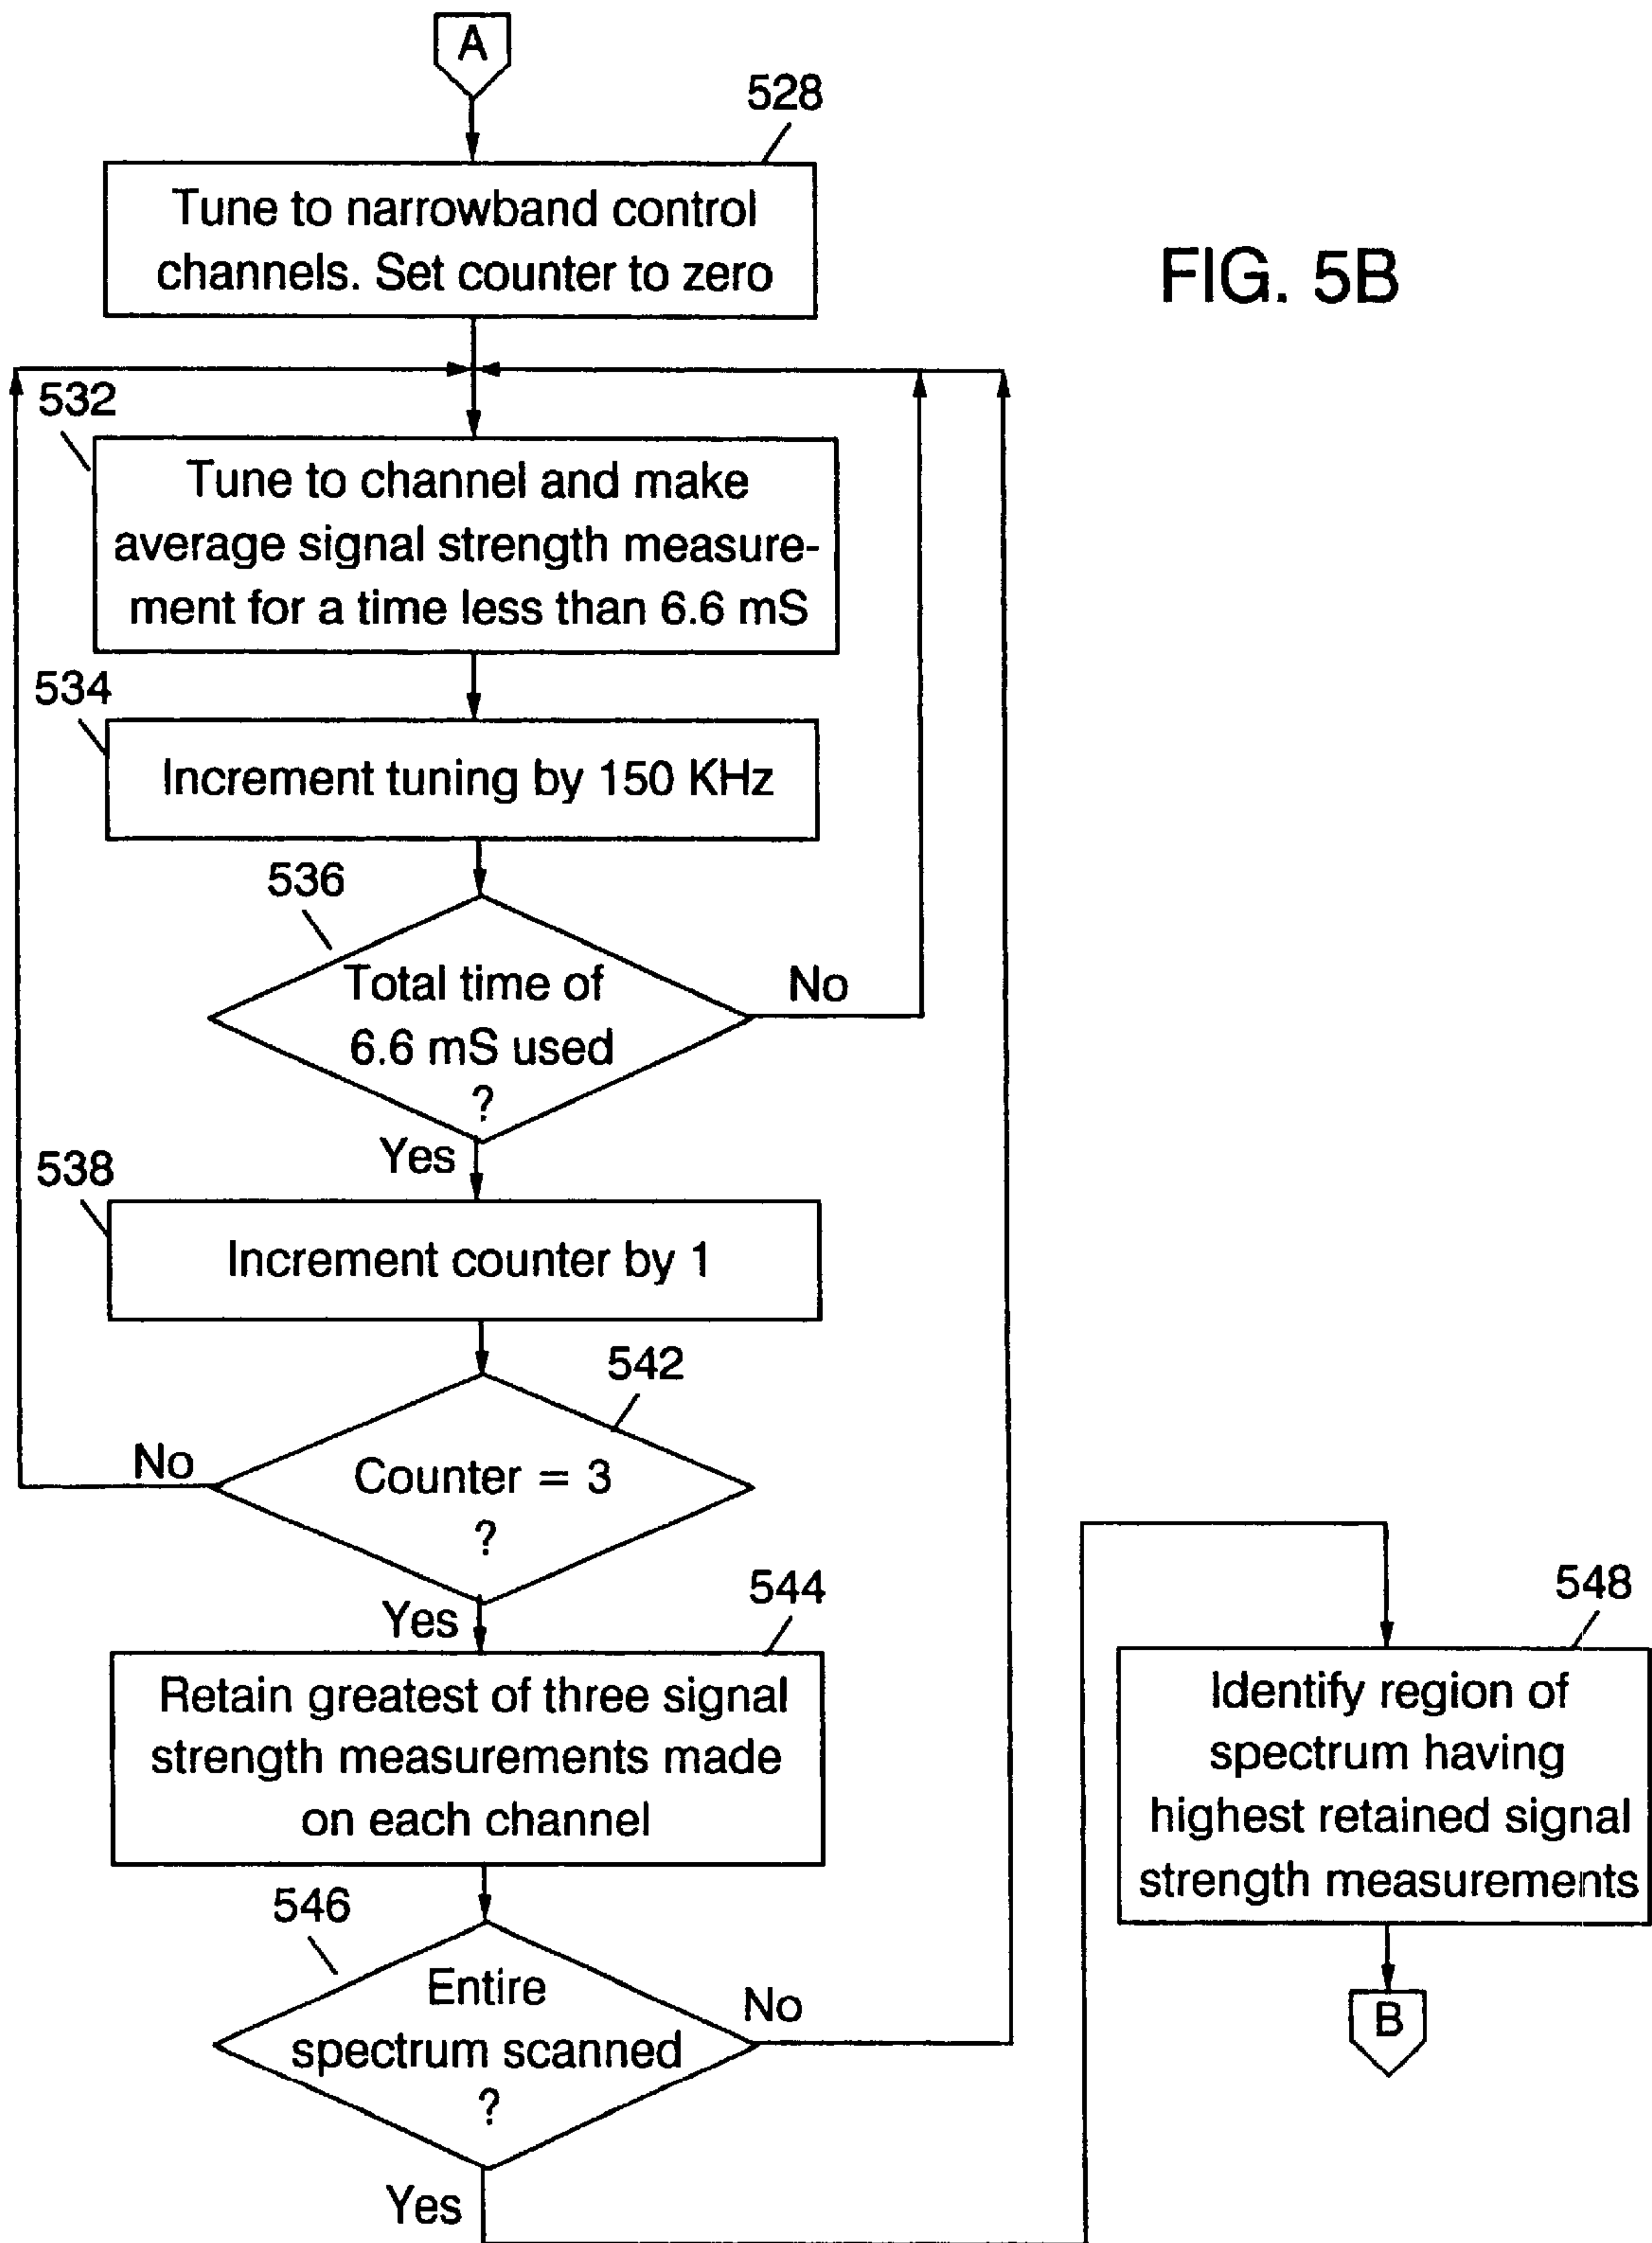 A
528
Tune to narrowband control
channels. Set counter to zero
FIG. 5B
532
Tune to channel and make
average signal strength measure-
ment for a time less than 6.6 mS
534
Increment tuning by 150 KHz
536
Total time of
6.6 mS used
?
No
Yes
538
Increment counter by 1
542
Counter = 3
?
No
Yes
544
Retain greatest of three signal
strength measurements made
on each channel
546
Entire
spectrum scanned
?
No
Yes
548
Identify region of
spectrum having
highest retained signal
strength measurements
B